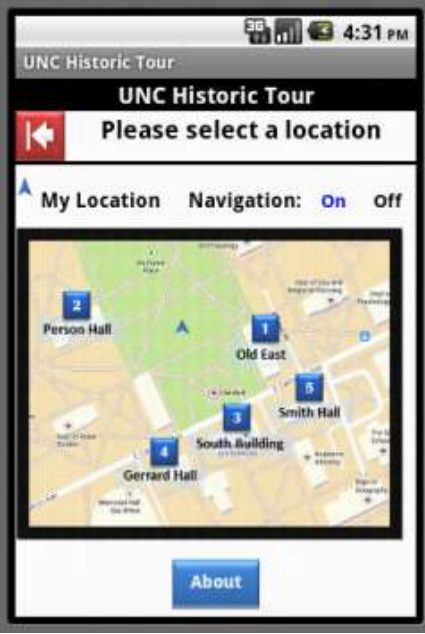 3G 4:31 PM
UNC Historic Tour
UNC Historic Tour
Please select a location
My Location Navigation: On Off
2
Person Hall
1
Old East
5
Smith Hall
3
South Building
4
Gerrard Hall
About